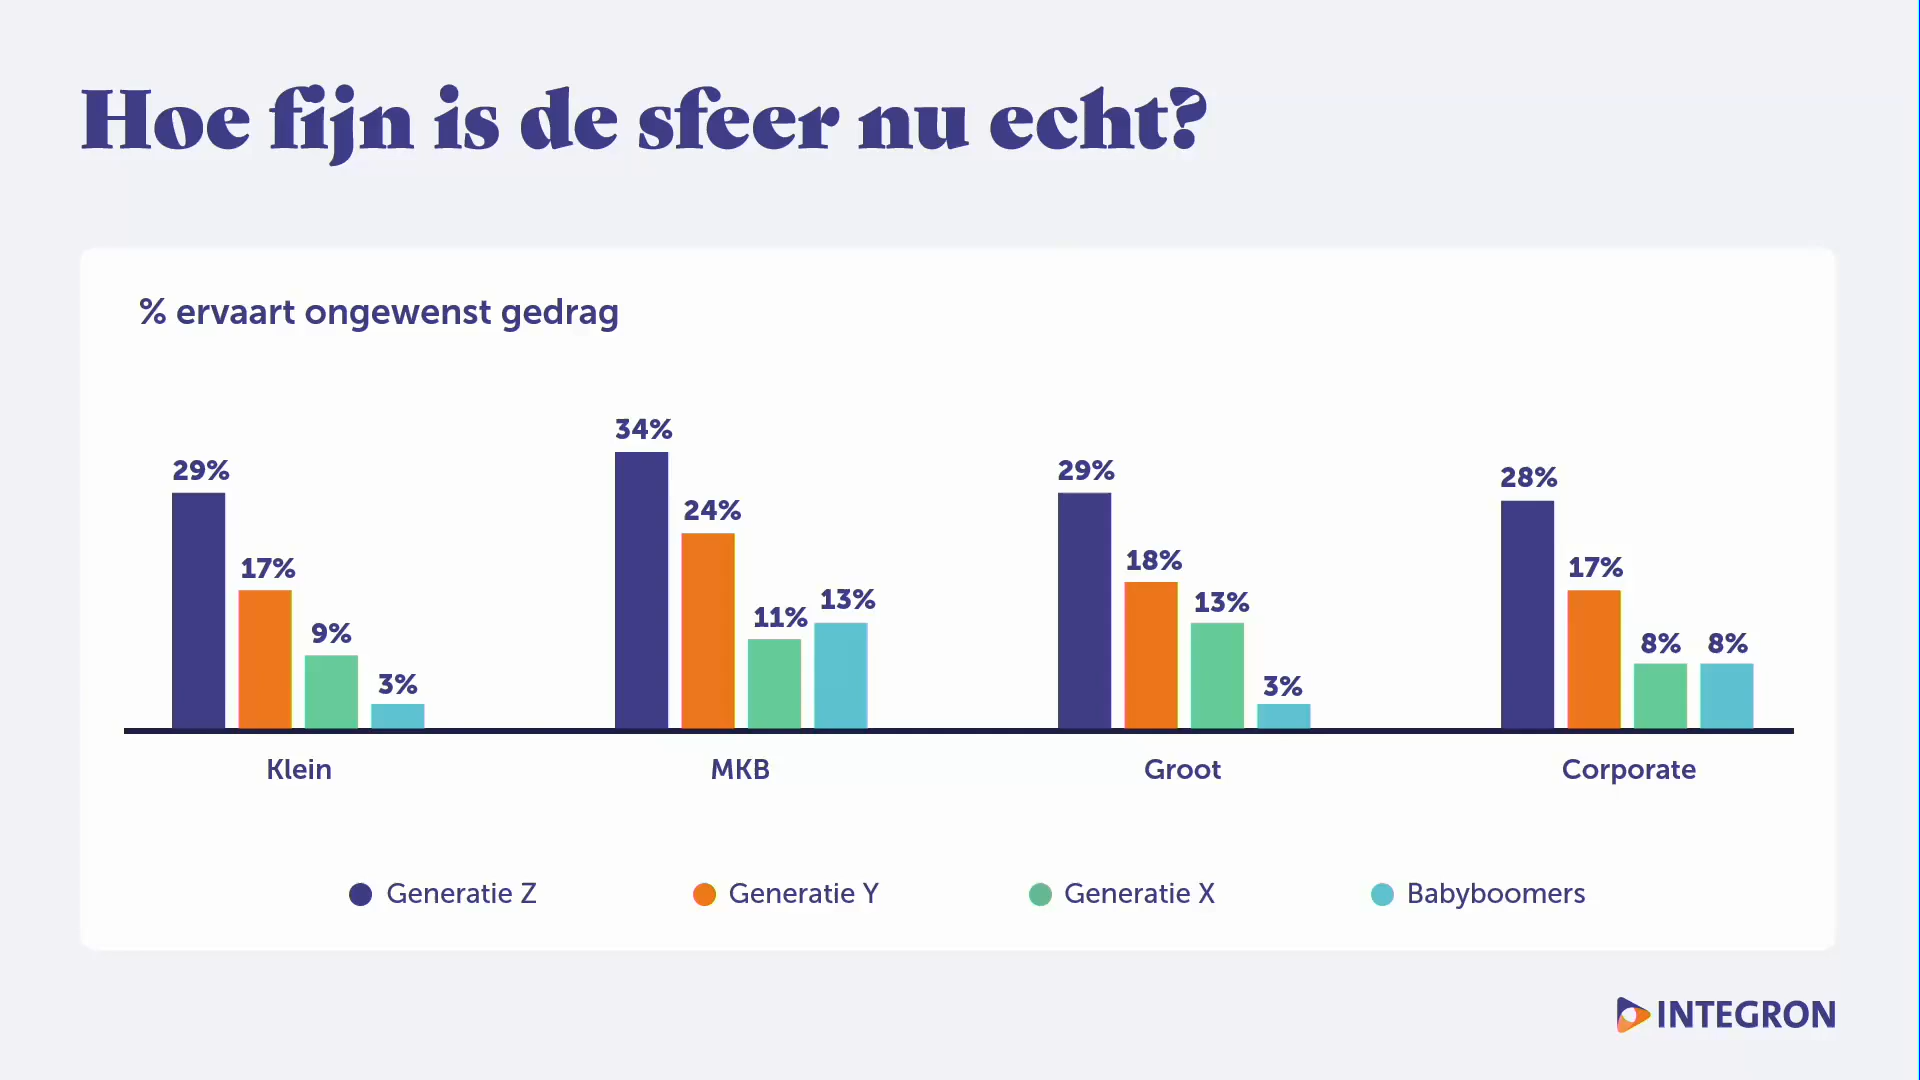 Hoe fijn is de sfeer nu echt?
% ervaart ongewenst gedrag
29% 17% 9% 3%
34% 24% 11% 13%
29% 18% 13% 3%
28% 17% 8% 8%
Klein MKB Groot Corporate
Generatie Z Generatie Y Generatie X Babyboomers
INTEGRON